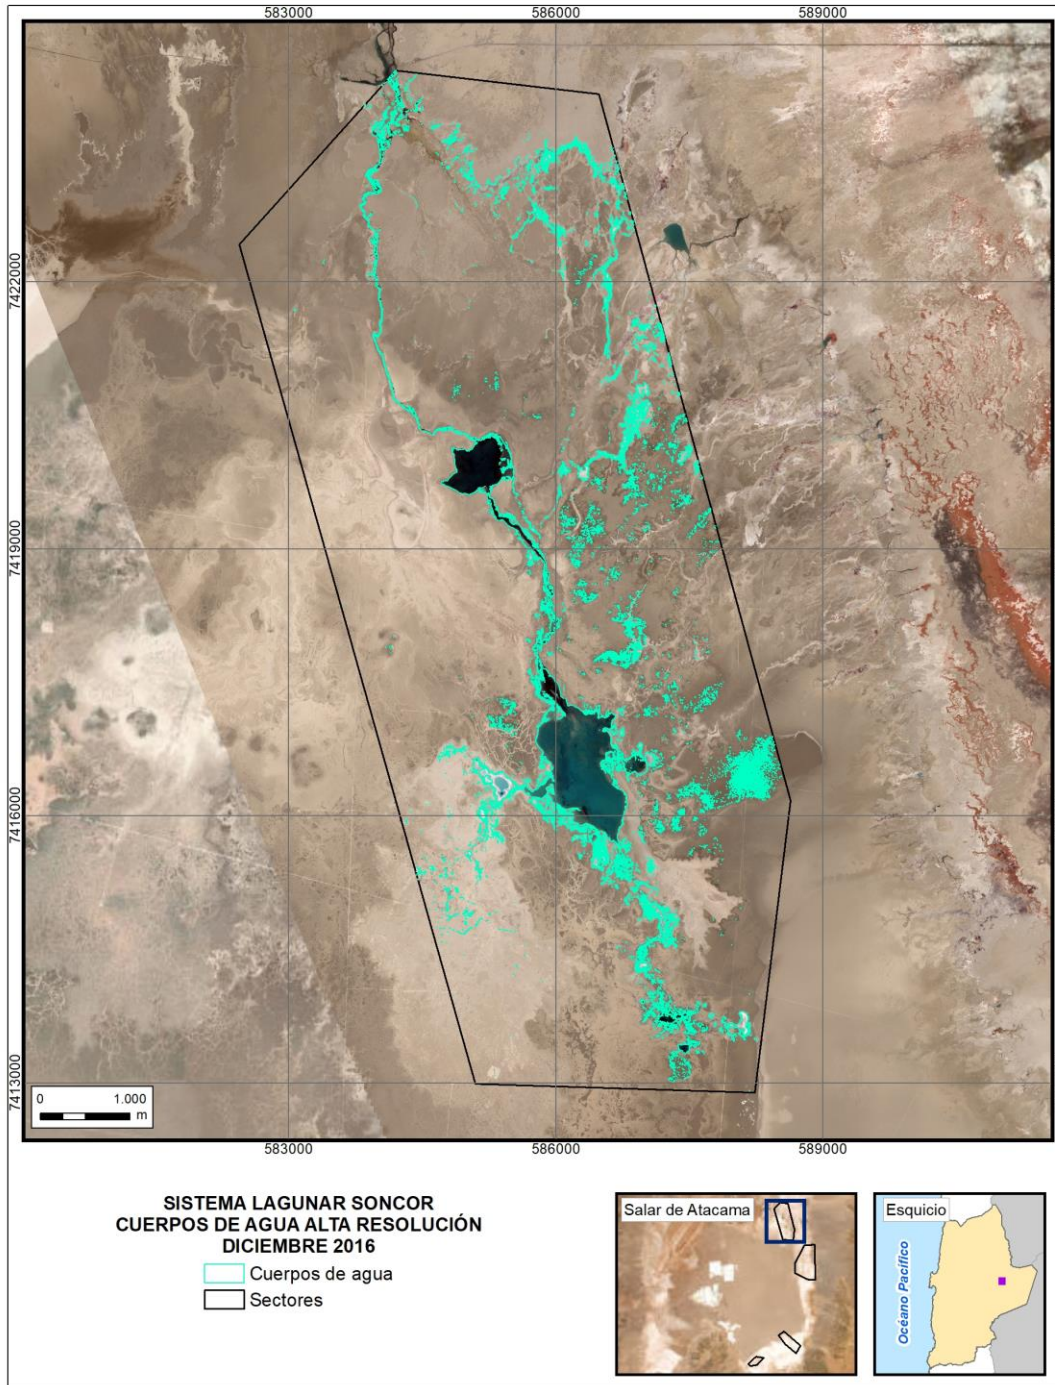 583000 586000 589000
7422000
7419000
7416000
7413000
0 1.000
m
583000 586000 589000
SISTEMA LAGUNAR SONCOR
CUERPOS DE AGUA ALTA RESOLUCIÓN
DICIEMBRE 2016
Cuerpos de agua
Sectores
Salar de Atacama
Esquicio
Océano Pacífico